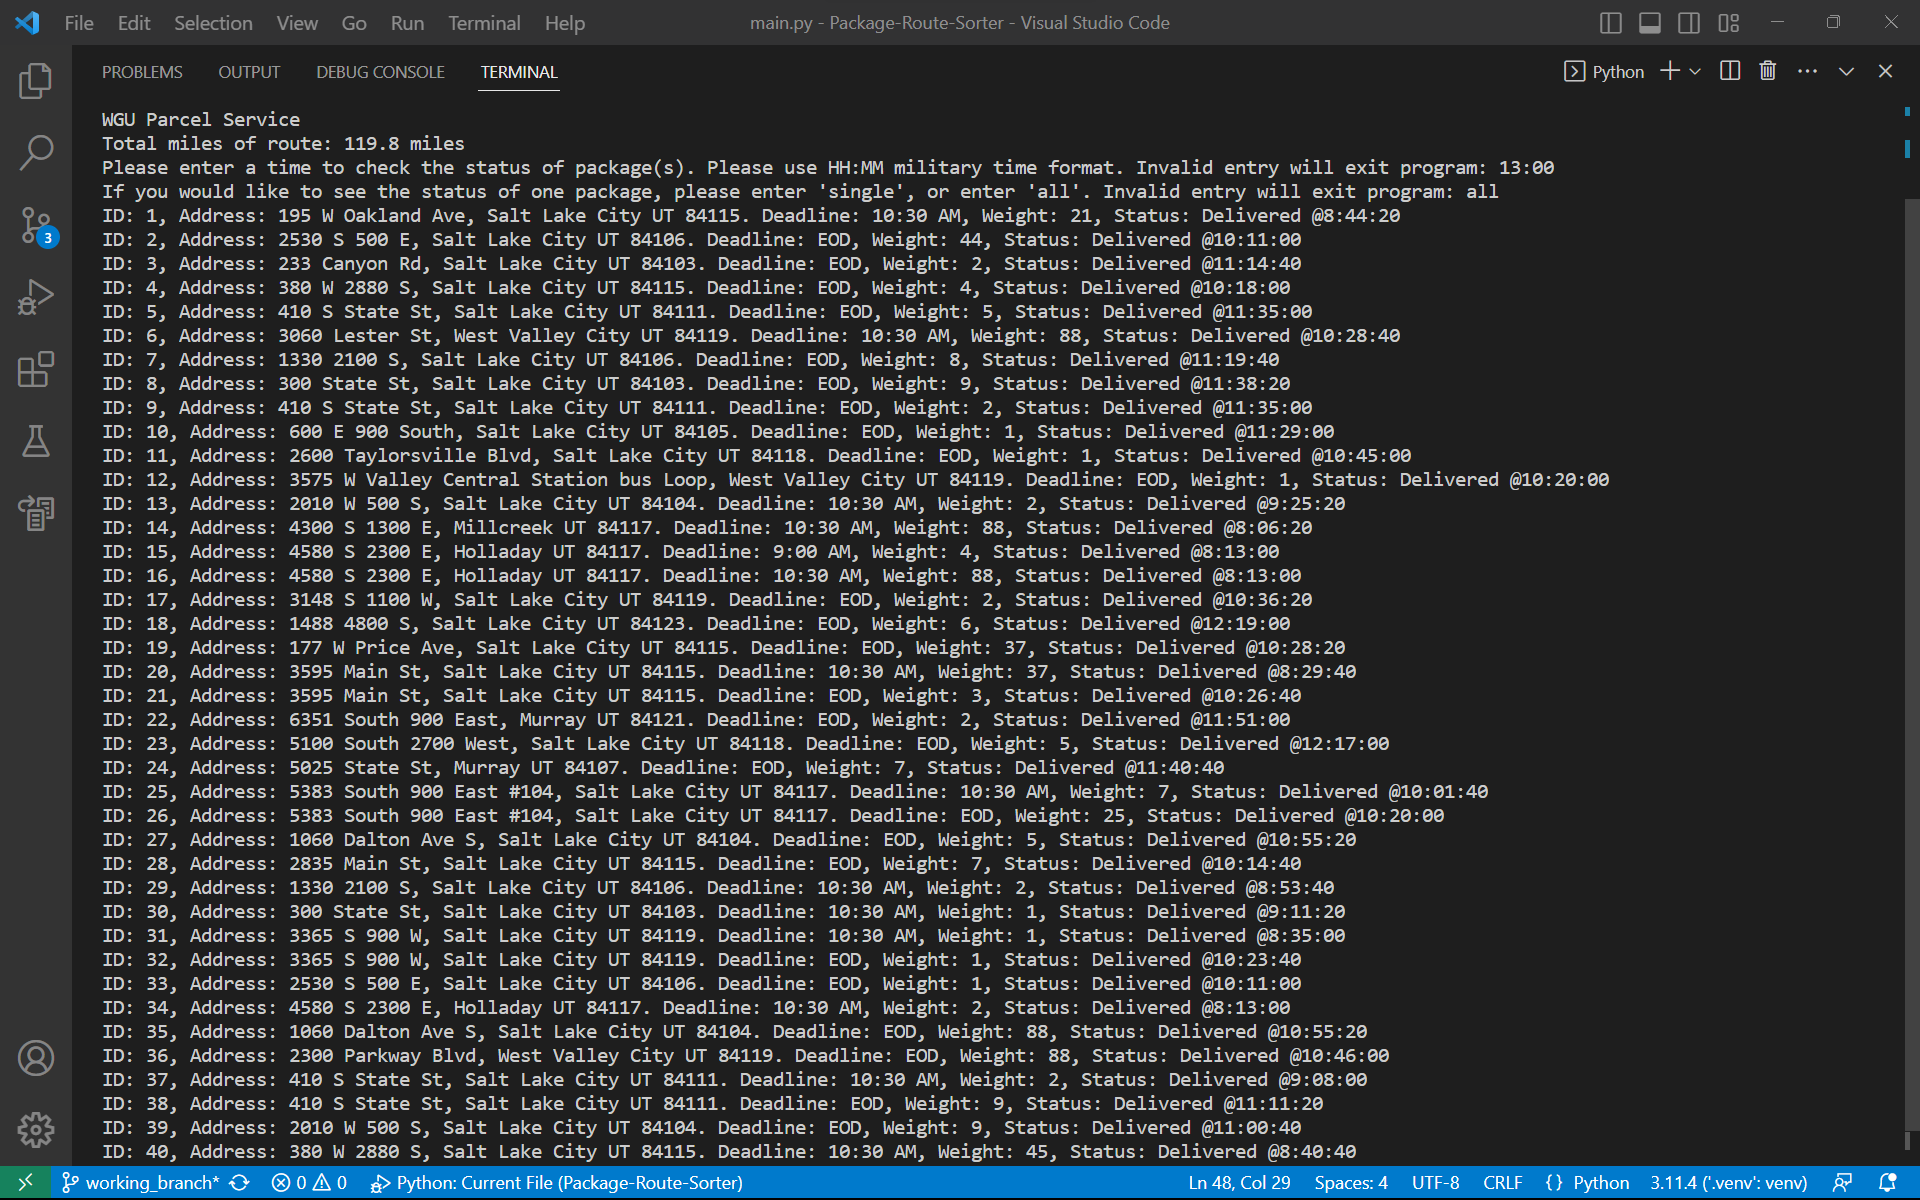 File Edit Selection View Go Run Terminal Help main.py - Package-Route-Sorter - Visual Studio Code
PROBLEMS OUTPUT DEBUG CONSOLE TERMINAL Python
WGU Parcel Service
Total miles of route: 119.8 miles
Please enter a time to check the status of package(s). Please use HH:MM military time format. Invalid entry will exit program: 13:00
If you would like to see the status of one package, please enter 'single', or enter 'all'. Invalid entry will exit program: all
ID: 1, Address: 195 W Oakland Ave, Salt Lake City UT 84115. Deadline: 10:30 AM, Weight: 21, Status: Delivered @8:44:20
ID: 2, Address: 2530 S 500 E, Salt Lake City UT 84106. Deadline: EOD, Weight: 44, Status: Delivered @10:11:00
ID: 3, Address: 233 Canyon Rd, Salt Lake City UT 84103. Deadline: EOD, Weight: 2, Status: Delivered @11:14:40
3
ID: 4, Address: 380 W 2880 S, Salt Lake City UT 84115. Deadline: EOD, Weight: 4, Status: Delivered @10:18:00
ID: 5, Address: 410 S State St, Salt Lake City UT 84111. Deadline: EOD, Weight: 5, Status: Delivered @11:35:00
ID: 6, Address: 3060 Lester St, West Valley City UT 84119. Deadline: 10:30 AM, Weight: 88, Status: Delivered @10:28:40
ID: 7, Address: 1330 2100 S, Salt Lake City UT 84106. Deadline: EOD, Weight: 8, Status: Delivered @11:19:40
ID: 8, Address: 300 State St, Salt Lake City UT 84103. Deadline: EOD, Weight: 9, Status: Delivered @11:38:20
ID: 9, Address: 410 S State St, Salt Lake City UT 84111. Deadline: EOD, Weight: 2, Status: Delivered @11:35:00
ID: 10, Address: 600 E 900 South, Salt Lake City UT 84105. Deadline: EOD, Weight: 1, Status: Delivered @11:29:00
ID: 11, Address: 2600 Taylorsville Blvd, Salt Lake City UT 84118. Deadline: EOD, Weight: 1, Status: Delivered @10:45:00
ID: 12, Address: 3575 W Valley Central Station bus Loop, West Valley City UT 84119. Deadline: EOD, Weight: 1, Status: Delivered @10:20:00
ID: 13, Address: 2010 W 500 S, Salt Lake City UT 84104. Deadline: 10:30 AM, Weight: 2, Status: Delivered @9:25:20
ID: 14, Address: 4300 S 1300 E, Millcreek UT 84117. Deadline: 10:30 AM, Weight: 88, Status: Delivered @8:06:20
ID: 15, Address: 4580 S 2300 E, Holladay UT 84117. Deadline: 9:00 AM, Weight: 4, Status: Delivered @8:13:00
ID: 16, Address: 4580 S 2300 E, Holladay UT 84117. Deadline: 10:30 AM, Weight: 88, Status: Delivered @8:13:00
ID: 17, Address: 3148 S 1100 W, Salt Lake City UT 84119. Deadline: EOD, Weight: 2, Status: Delivered @10:36:20
ID: 18, Address: 1488 4800 S, Salt Lake City UT 84123. Deadline: EOD, Weight: 6, Status: Delivered @12:19:00
ID: 19, Address: 177 W Price Ave, Salt Lake City UT 84115. Deadline: EOD, Weight: 37, Status: Delivered @10:28:20
ID: 20, Address: 3595 Main St, Salt Lake City UT 84115. Deadline: 10:30 AM, Weight: 37, Status: Delivered @8:29:40
ID: 21, Address: 3595 Main St, Salt Lake City UT 84115. Deadline: EOD, Weight: 3, Status: Delivered @10:26:40
ID: 22, Address: 6351 South 900 East, Murray UT 84121. Deadline: EOD, Weight: 2, Status: Delivered @11:51:00
ID: 23, Address: 5100 South 2700 West, Salt Lake City UT 84118. Deadline: EOD, Weight: 5, Status: Delivered @12:17:00
ID: 24, Address: 5025 State St, Murray UT 84107. Deadline: EOD, Weight: 7, Status: Delivered @11:40:40
ID: 25, Address: 5383 South 900 East #104, Salt Lake City UT 84117. Deadline: 10:30 AM, Weight: 7, Status: Delivered @10:01:40
ID: 26, Address: 5383 South 900 East #104, Salt Lake City UT 84117. Deadline: EOD, Weight: 25, Status: Delivered @10:20:00
ID: 27, Address: 1060 Dalton Ave S, Salt Lake City UT 84104. Deadline: EOD, Weight: 5, Status: Delivered @10:55:20
ID: 28, Address: 2835 Main St, Salt Lake City UT 84115. Deadline: EOD, Weight: 7, Status: Delivered @10:14:40
ID: 29, Address: 1330 2100 S, Salt Lake City UT 84106. Deadline: 10:30 AM, Weight: 2, Status: Delivered @8:53:40
ID: 30, Address: 300 State St, Salt Lake City UT 84103. Deadline: 10:30 AM, Weight: 1, Status: Delivered @9:11:20
ID: 31, Address: 3365 S 900 W, Salt Lake City UT 84119. Deadline: 10:30 AM, Weight: 1, Status: Delivered @8:35:00
ID: 32, Address: 3365 S 900 W, Salt Lake City UT 84119. Deadline: EOD, Weight: 1, Status: Delivered @10:23:40
ID: 33, Address: 2530 S 500 E, Salt Lake City UT 84106. Deadline: EOD, Weight: 1, Status: Delivered @10:11:00
ID: 34, Address: 4580 S 2300 E, Holladay UT 84117. Deadline: 10:30 AM, Weight: 2, Status: Delivered @8:13:00
ID: 35, Address: 1060 Dalton Ave S, Salt Lake City UT 84104. Deadline: EOD, Weight: 88, Status: Delivered @10:55:20
ID: 36, Address: 2300 Parkway Blvd, West Valley City UT 84119. Deadline: EOD, Weight: 88, Status: Delivered @10:46:00
ID: 37, Address: 410 S State St, Salt Lake City UT 84111. Deadline: 10:30 AM, Weight: 2, Status: Delivered @9:08:00
ID: 38, Address: 410 S State St, Salt Lake City UT 84111. Deadline: EOD, Weight: 9, Status: Delivered @11:11:20
ID: 39, Address: 2010 W 500 S, Salt Lake City UT 84104. Deadline: EOD, Weight: 9, Status: Delivered @11:00:40
ID: 40, Address: 380 W 2880 S, Salt Lake City UT 84115. Deadline: 10:30 AM, Weight: 45, Status: Delivered @8:40:40
working_branch* 0 0 Python: Current File (Package-Route-Sorter) Ln 48, Col 29 Spaces: 4 UTF-8 CRLF {} Python 3.11.4 ('.venv': venv)